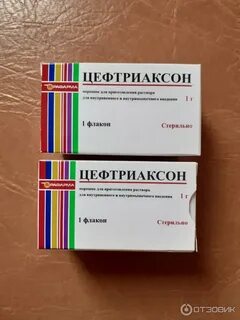 ЦЕФТРИАКСОН
порошок для приготовления раствора
для внутривенного и внутримышечного введения
1 г
1 флакон
Стерильно
ЦЕФТРИАКСОН
порошок для приготовления раствора
для внутривенного и внутримышечного введения
1 г
1 флакон
Стерильно
ОТЗОВИК